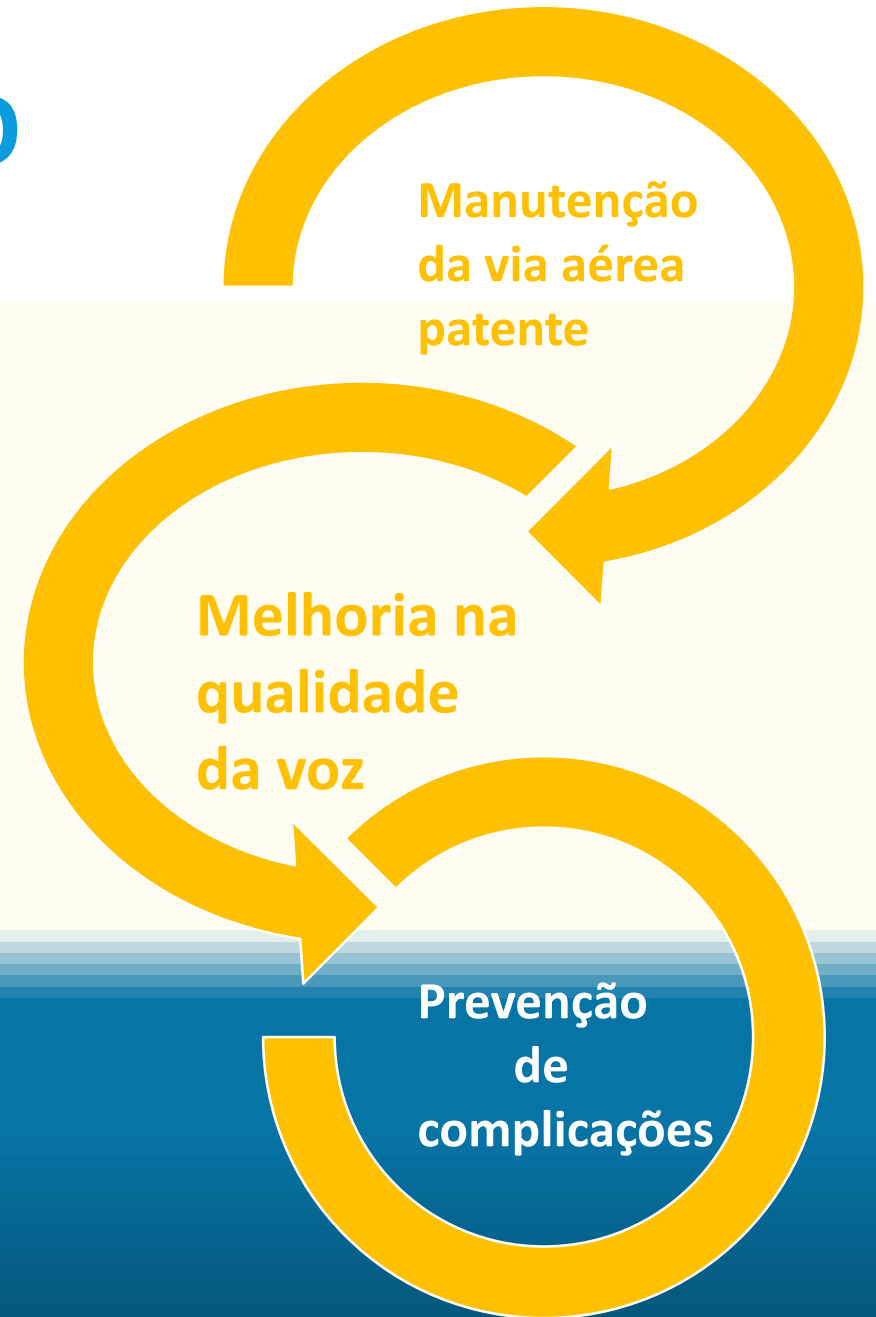 O
Manutenção
da via aérea
patente
Melhoria na
qualidade
da voz
Prevenção
de
complicações